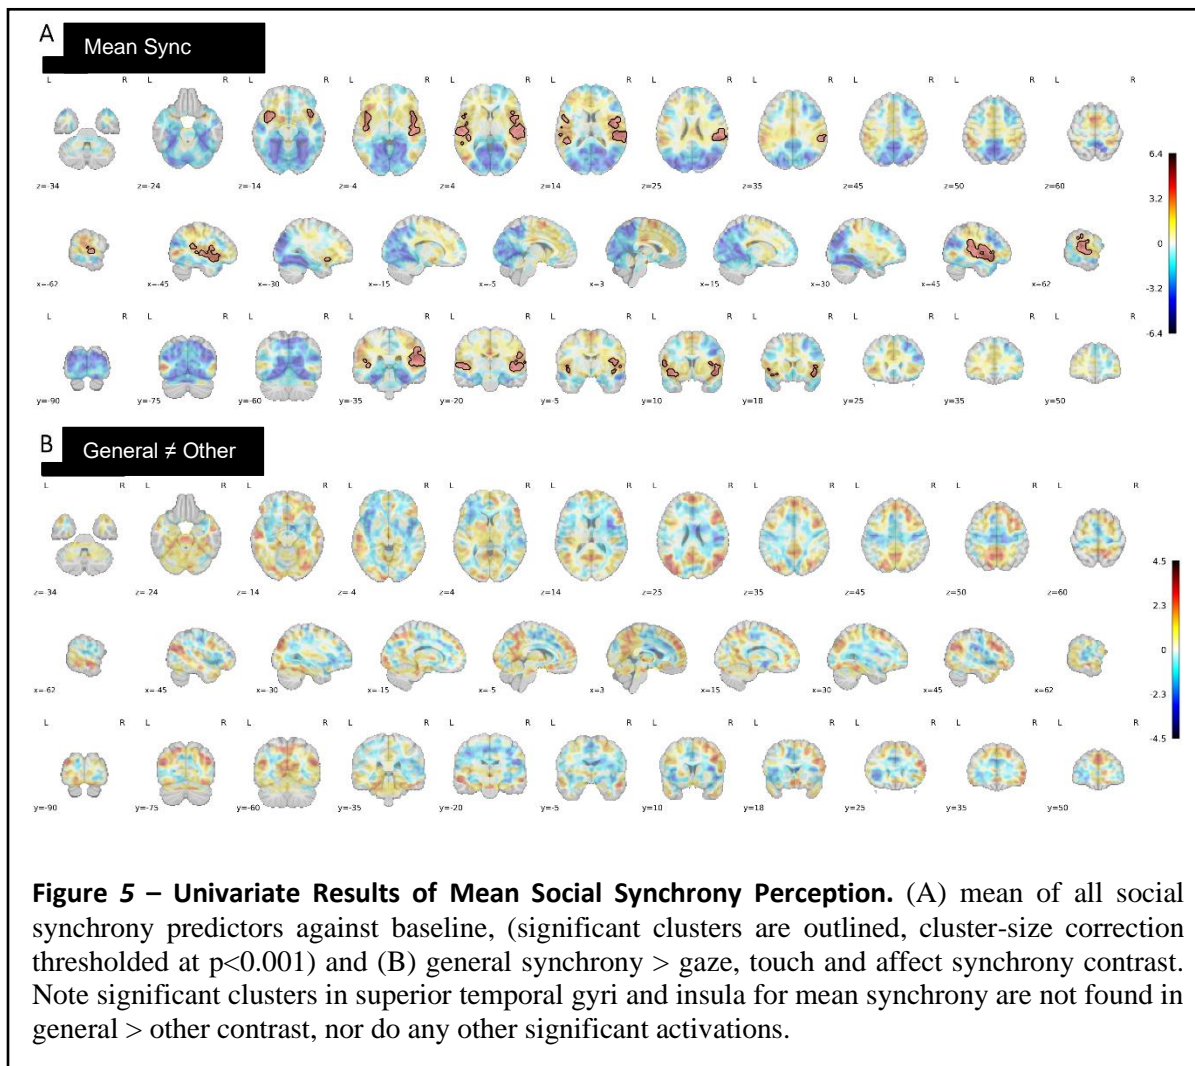 A
Mean Sync
L R L R L R L R L R L R L R L R L R L R L R
z=-34 z=-24 z=-14 z=-4 z=4 z=14 z=25 z=35 z=45 z=50 z=60
6.4
3.2
0
-3.2
-6.4
x=-62 x=-45 x=-30 x=-15 x=-5 x=3 x=15 x=30 x=45 x=62
L R L R L R L R L R L R L R L R L R L R L R
y=-90 y=-75 y=-60 y=-35 y=-20 y=-5 y=10 y=18 y=25 y=35 y=50
B
General ≠ Other
L R L R L R L R L R L R L R L R L R L R L R
z= 34 z= 24 z= 14 z= 4 z=4 z=14 z=25 z=35 z=45 z=50 z=60
4.5
2.3
0
-2.3
-4.5
x= 62 x=-45 x=-30 x=-15 x= 5 x=3 x=15 x=30 x=45 x=62
L R L R L R L R L R L R L R L R L R L R L R
y=-90 y=-75 y=-60 y=-35 y=-20 y=-5 y=10 y=18 y=25 y=35 y=50
Figure 5 – Univariate Results of Mean Social Synchrony Perception. (A) mean of all social
synchrony predictors against baseline, (significant clusters are outlined, cluster-size correction
thresholded at p<0.001) and (B) general synchrony > gaze, touch and affect synchrony contrast.
Note significant clusters in superior temporal gyri and insula for mean synchrony are not found in
general > other contrast, nor do any other significant activations.